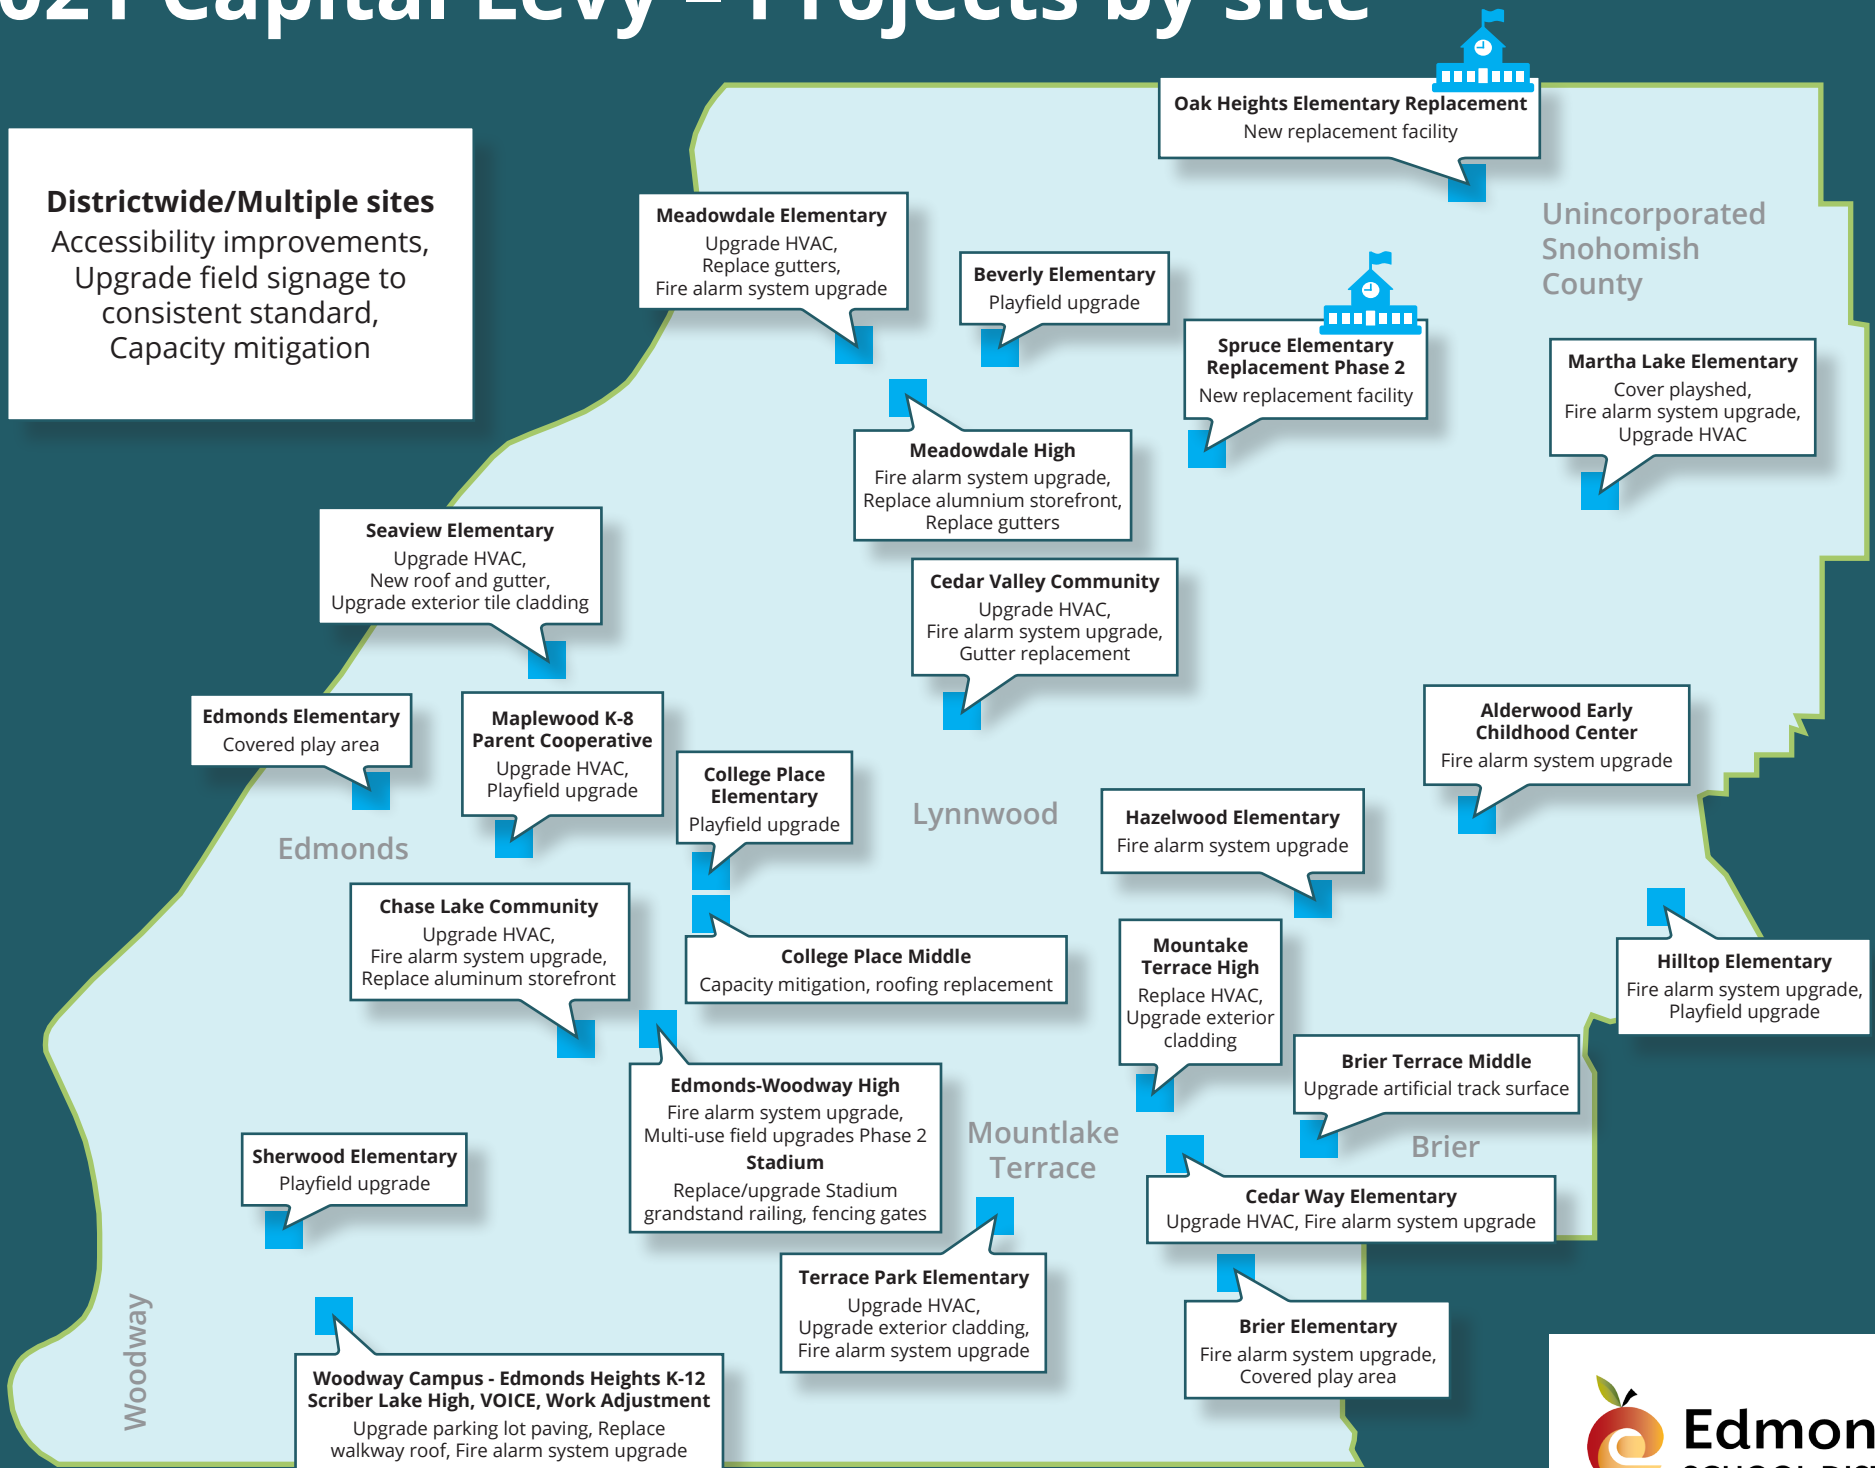 021 Capital Levy – Projects by site
Districtwide/Multiple sites
Accessibility improvements,
Upgrade field signage to
consistent standard,
Capacity mitigation
Oak Heights Elementary Replacement
New replacement facility
Unincorporated
Snohomish
County
Meadowdale Elementary
Upgrade HVAC,
Replace gutters,
Fire alarm system upgrade
Beverly Elementary
Playfield upgrade
Spruce Elementary
Replacement Phase 2
New replacement facility
Martha Lake Elementary
Cover playshed,
Fire alarm system upgrade,
Upgrade HVAC
Meadowdale High
Fire alarm system upgrade,
Replace alumnium storefront,
Replace gutters
Seaview Elementary
Upgrade HVAC,
New roof and gutter,
Upgrade exterior tile cladding
Cedar Valley Community
Upgrade HVAC,
Fire alarm system upgrade,
Gutter replacement
Edmonds Elementary
Covered play area
Maplewood K-8
Parent Cooperative
Upgrade HVAC,
Playfield upgrade
College Place
Elementary
Playfield upgrade
Alderwood Early
Childhood Center
Fire alarm system upgrade
Lynnwood
Edmonds
Hazelwood Elementary
Fire alarm system upgrade
Chase Lake Community
Upgrade HVAC,
Fire alarm system upgrade,
Replace aluminum storefront
College Place Middle
Capacity mitigation, roofing replacement
Mountake
Terrace High
Replace HVAC,
Upgrade exterior
cladding
Hilltop Elementary
Fire alarm system upgrade,
Playfield upgrade
Brier Terrace Middle
Upgrade artificial track surface
Edmonds-Woodway High
Fire alarm system upgrade,
Multi-use field upgrades Phase 2
Stadium
Replace/upgrade Stadium
grandstand railing, fencing gates
Mountlake
Terrace
Brier
Sherwood Elementary
Playfield upgrade
Cedar Way Elementary
Upgrade HVAC, Fire alarm system upgrade
Terrace Park Elementary
Upgrade HVAC,
Upgrade exterior cladding,
Fire alarm system upgrade
Brier Elementary
Fire alarm system upgrade,
Covered play area
Woodway
Woodway Campus - Edmonds Heights K-12
Scriber Lake High, VOICE, Work Adjustment
Upgrade parking lot paving, Replace
walkway roof, Fire alarm system upgrade
Edmon
SCHOOL DIST